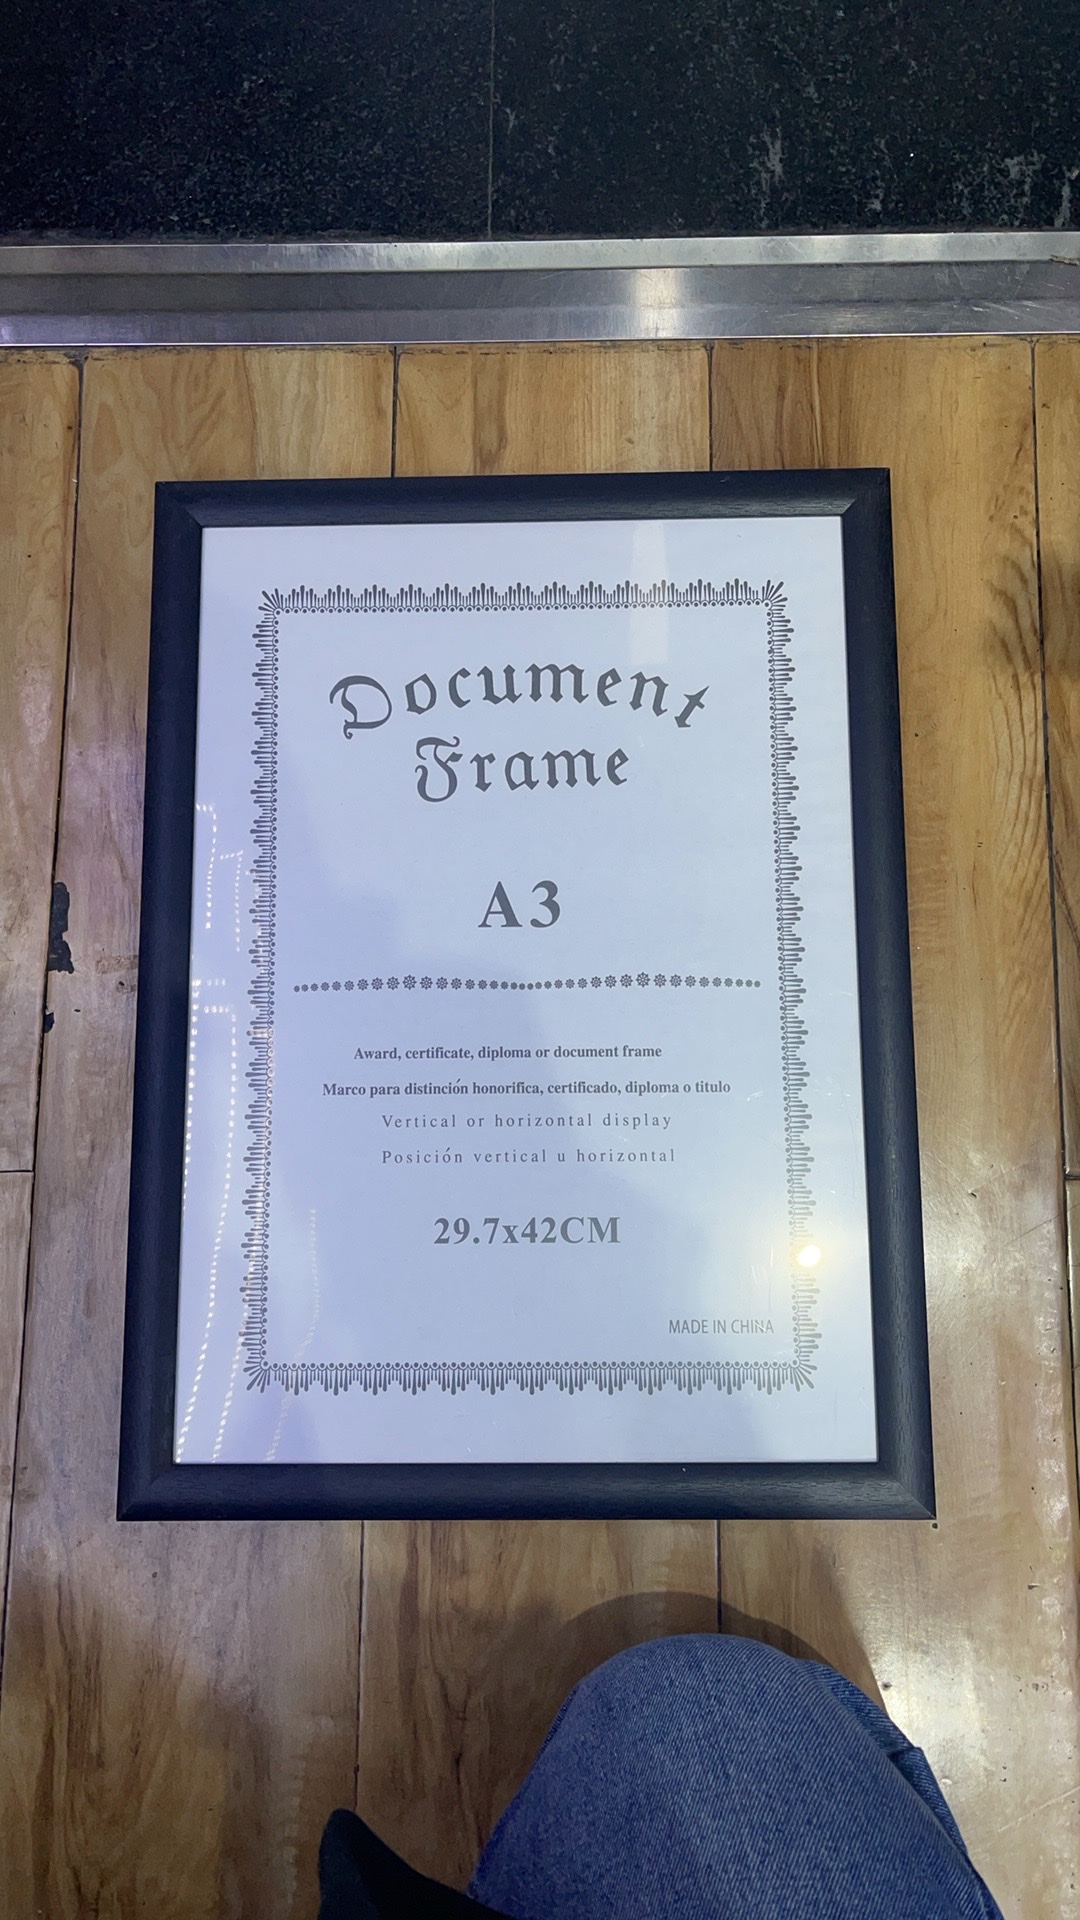 Document
Frame
A3
Award, certificate, diploma or document frame
Marco para distinción honorifica, certificado, diploma o titulo
Vertical or horizontal display
Posición vertical u horizontal
29.7x42CM
MADE IN CHINA